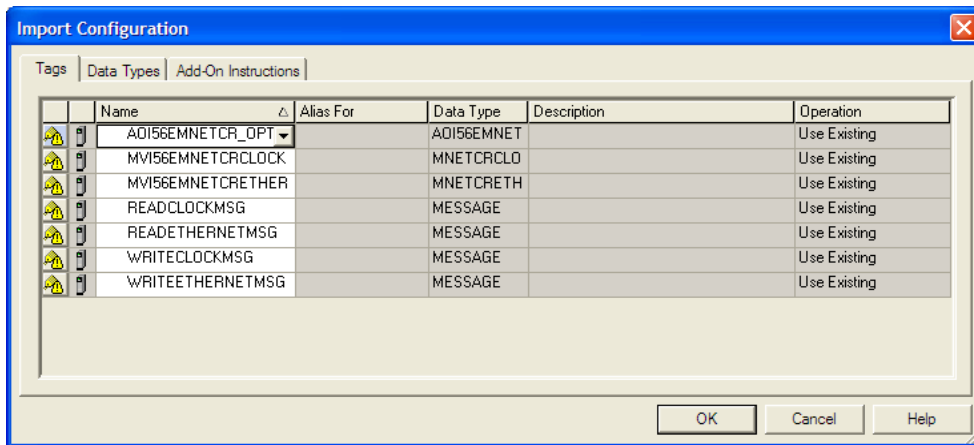 Import Configuration
Tags Data Types Add-On Instructions
Name Alias For Data Type Description Operation
AOI56EMNETCR_OPT AOI56EMNET Use Existing
MVI56EMNETCRCLOCK MNETCRCLO Use Existing
MVI56EMNETCRETHER MNETCRETH Use Existing
READCLOCKMSG MESSAGE Use Existing
READETHERNETMSG MESSAGE Use Existing
WRITECLOCKMSG MESSAGE Use Existing
WRITEETHERNETMSG MESSAGE Use Existing
OK Cancel Help